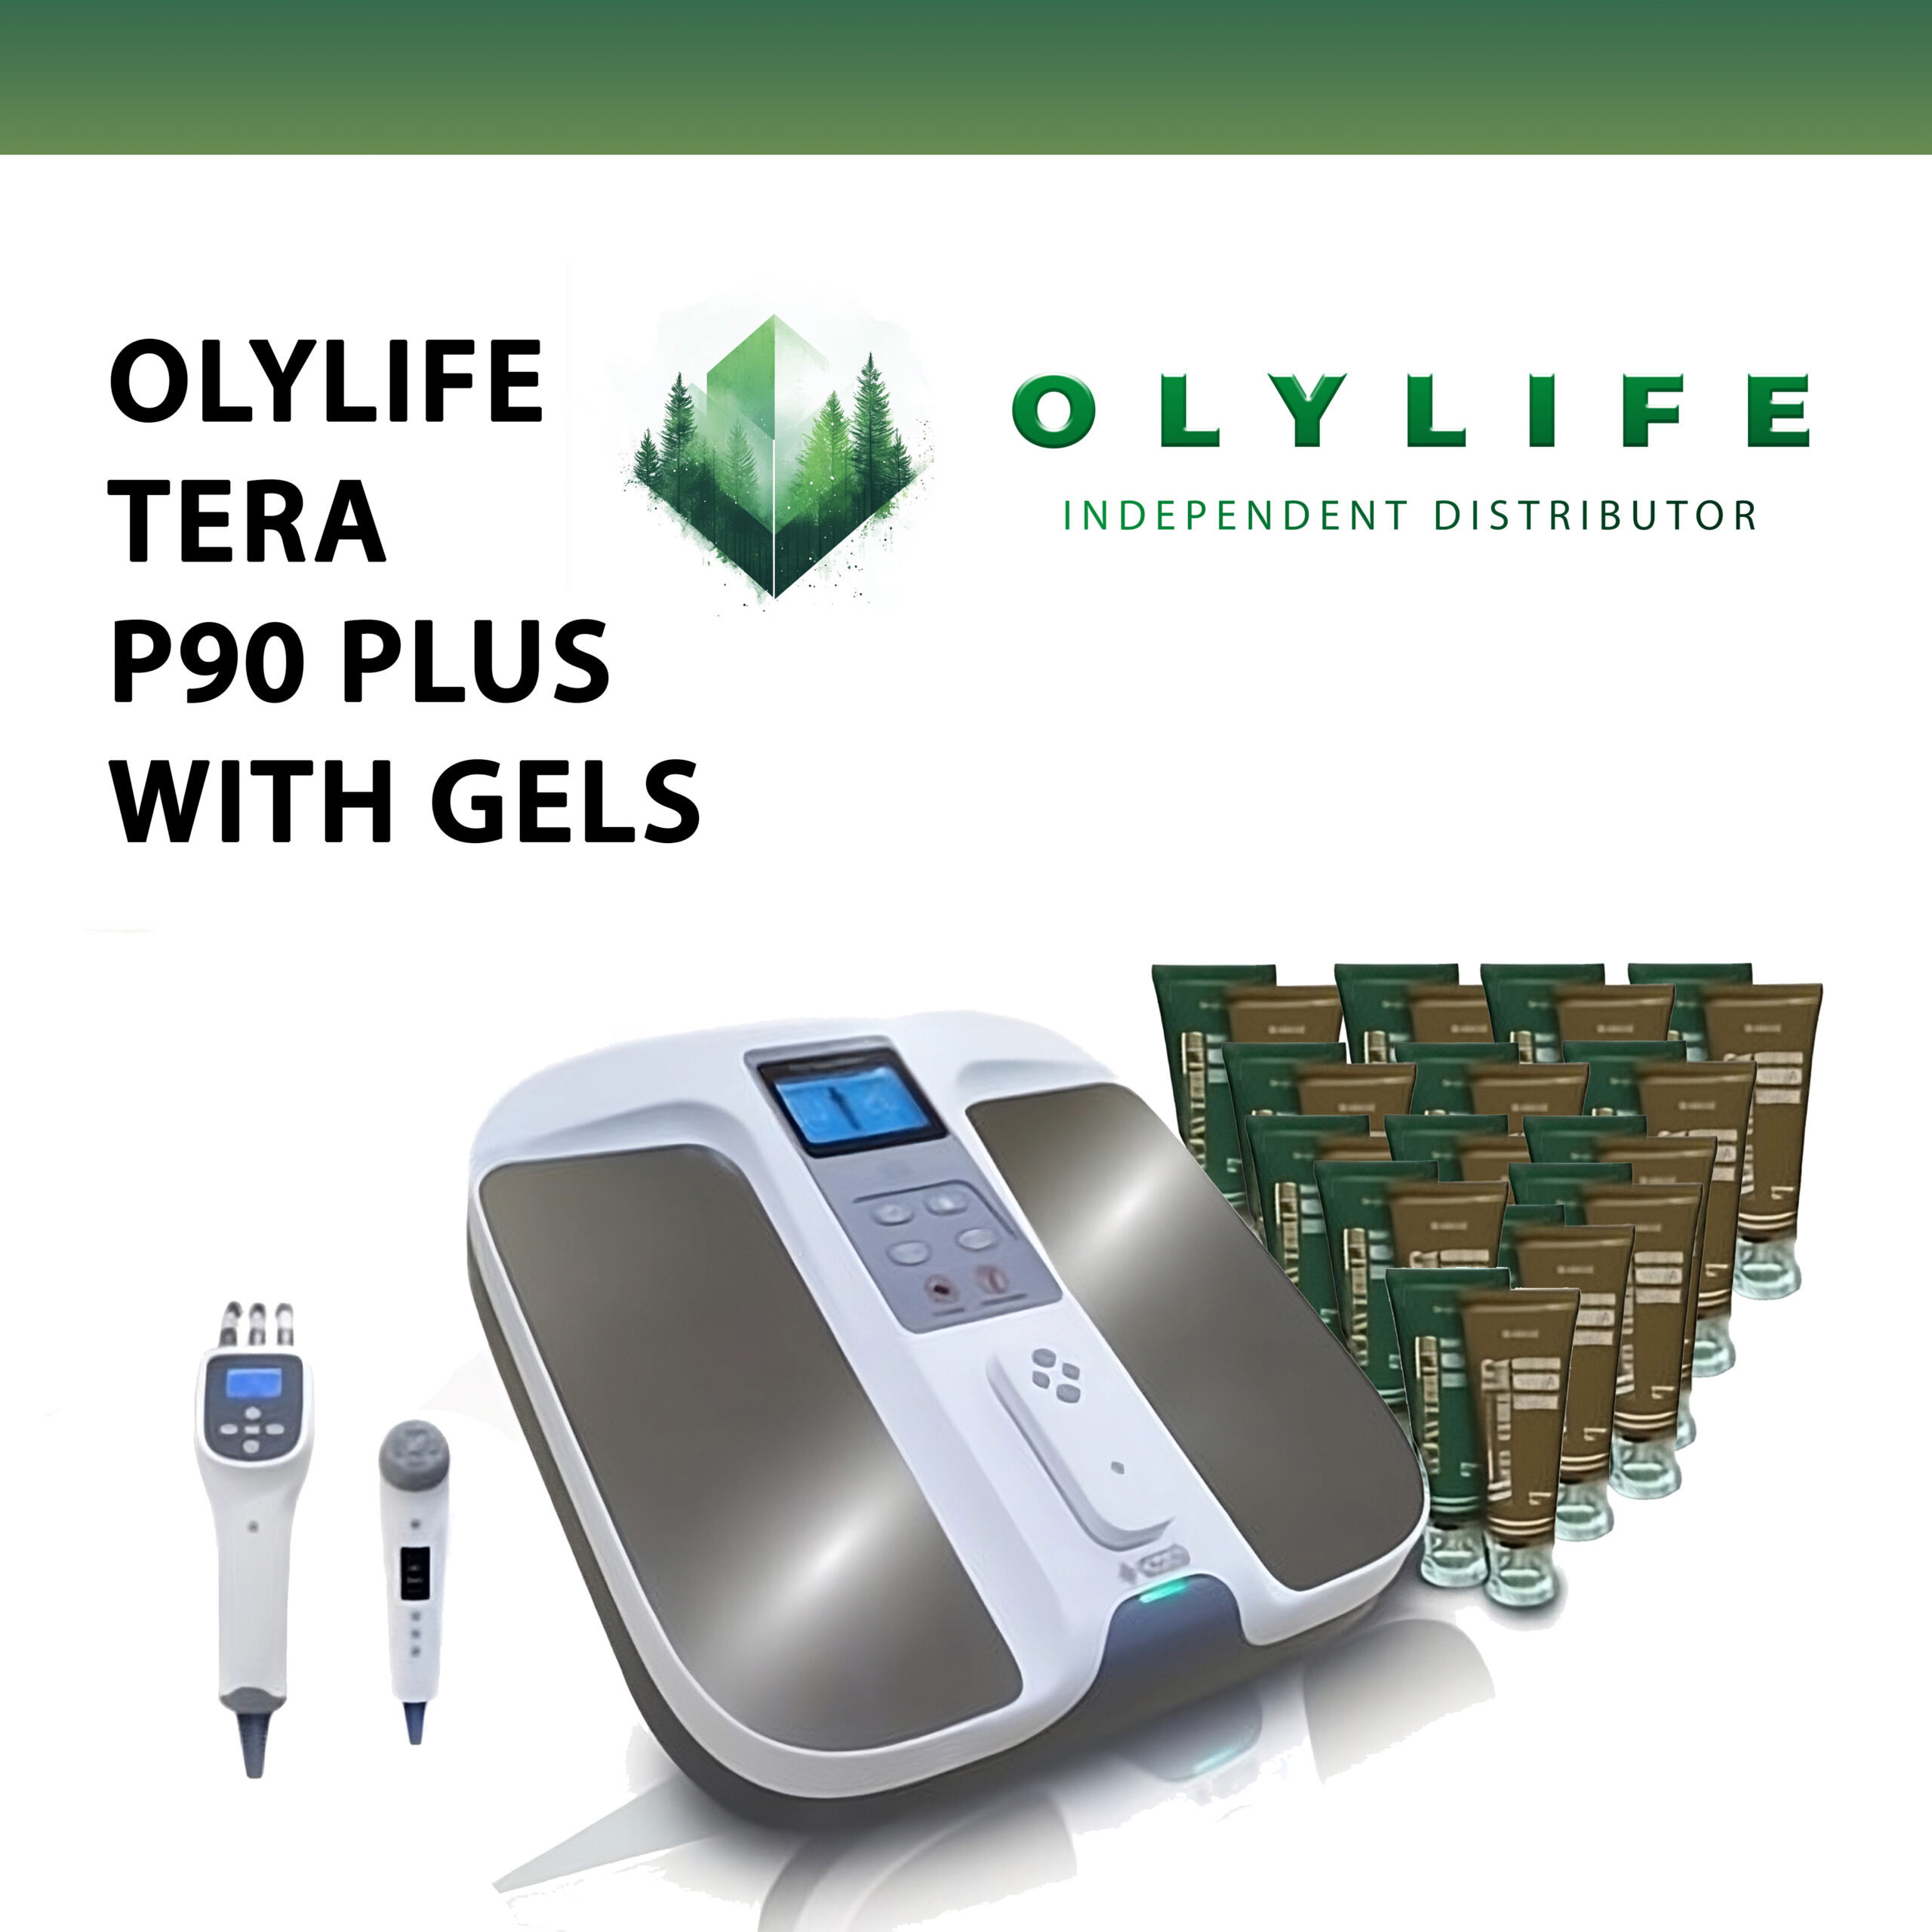 OLYLIFE
TERA
P90 PLUS
WITH GELS
OLYLIFE
INDEPENDENT DISTRIBUTOR